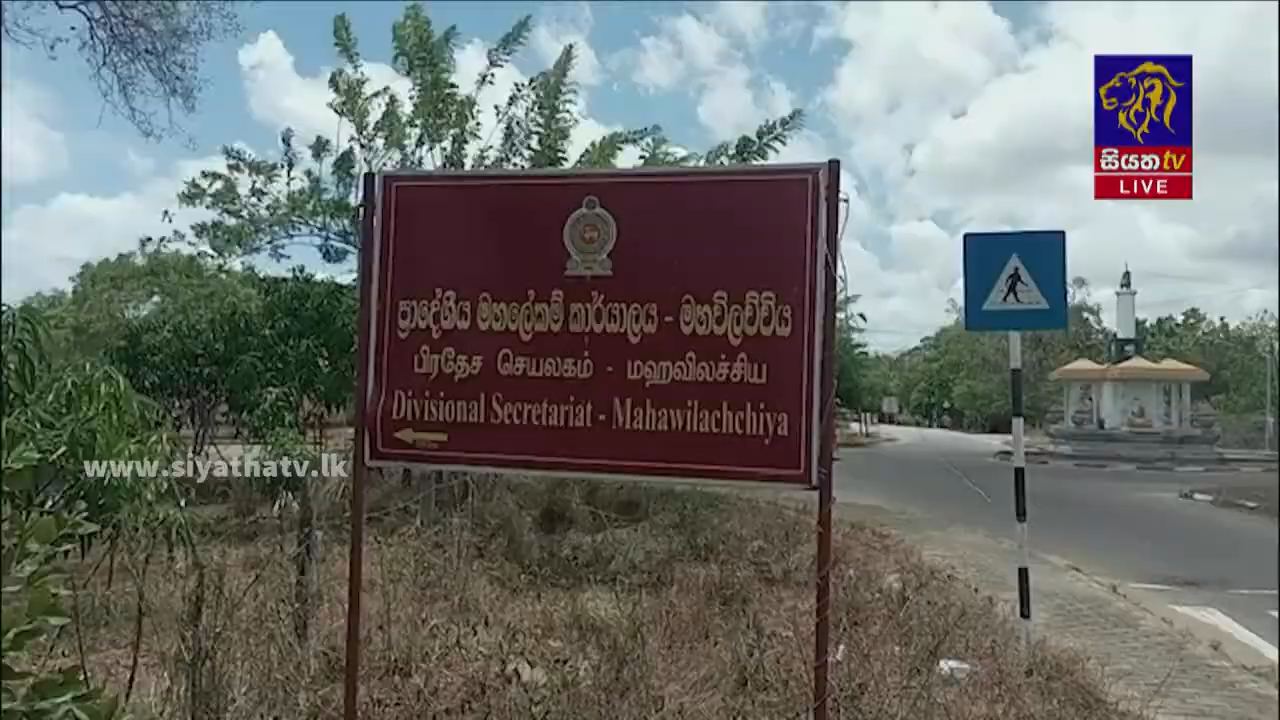 සියත tv
LIVE
ප්‍රාදේශීය මහලේකම් කාර්යාලය - මහවිලච්චිය
பிரதேச செயலகம் - மஹவிலச்சிய
Divisional Secretariat - Mahawilachchiya
www.siyathatv.lk